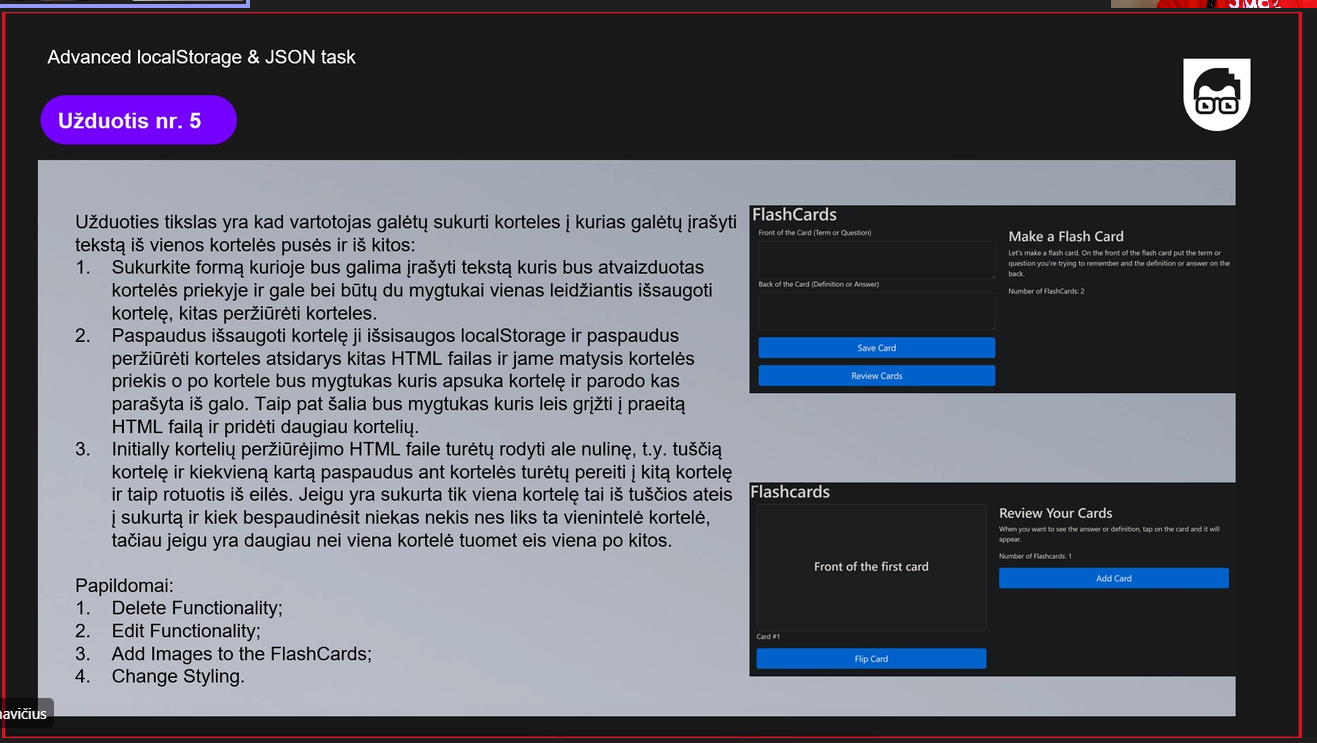 Advanced localStorage & JSON task
Užduotis nr. 5
Užduoties tikslas yra kad vartotojas galėtų sukurti korteles į kurias galėtų įrašyti
tekstą iš vienos kortelės pusės ir iš kitos:
1. Sukurkite formą kurioje bus galima įrašyti tekstą kuris bus atvaizduotas
kortelės priekyje ir gale bei būtų du mygtukai vienas leidžiantis išsaugoti
kortelę, kitas peržiūrėti korteles.
2. Paspaudus išsaugoti kortelę ji išsisaugos localStorage ir paspaudus
peržiūrėti korteles atsidarys kitas HTML failas ir jame matysis kortelės
priekis o po kortele bus mygtukas kuris apsuka kortelę ir parodo kas
parašyta iš galo. Taip pat šalia bus mygtukas kuris leis grįžti į praeitą
HTML failą ir pridėti daugiau kortelių.
3. Initially kortelių peržiūrėjimo HTML faile turėtų rodyti ale nulinę, t.y. tuščią
kortelę ir kiekvieną kartą paspaudus ant kortelės turėtų pereiti į kitą kortelę
ir taip rotuotis iš eilės. Jeigu yra sukurta tik viena kortelę tai iš tuščios ateis
į sukurtą ir kiek bespaudinėsit niekas nekis nes liks ta vienintelė kortelė,
tačiau jeigu yra daugiau nei viena kortelė tuomet eis viena po kitos.
Papildomai:
1. Delete Functionality;
2. Edit Functionality;
3. Add Images to the FlashCards;
4. Change Styling.
FlashCards
Front of the Card (Term or Question)
Back of the Card (Definition or Answer)
Save Card
Review Cards
Make a Flash Card
Let's make a flash card. On the front of the flash card put the term or
question you're trying to remember and the definition or answer on the
back.
Number of FlashCards: 2
Flashcards
Front of the first card
Card #1
Flip Card
Review Your Cards
When you want to see the answer or definition, tap on the card and it will
appear.
Number of Flashcards: 1
Add Card
navičius